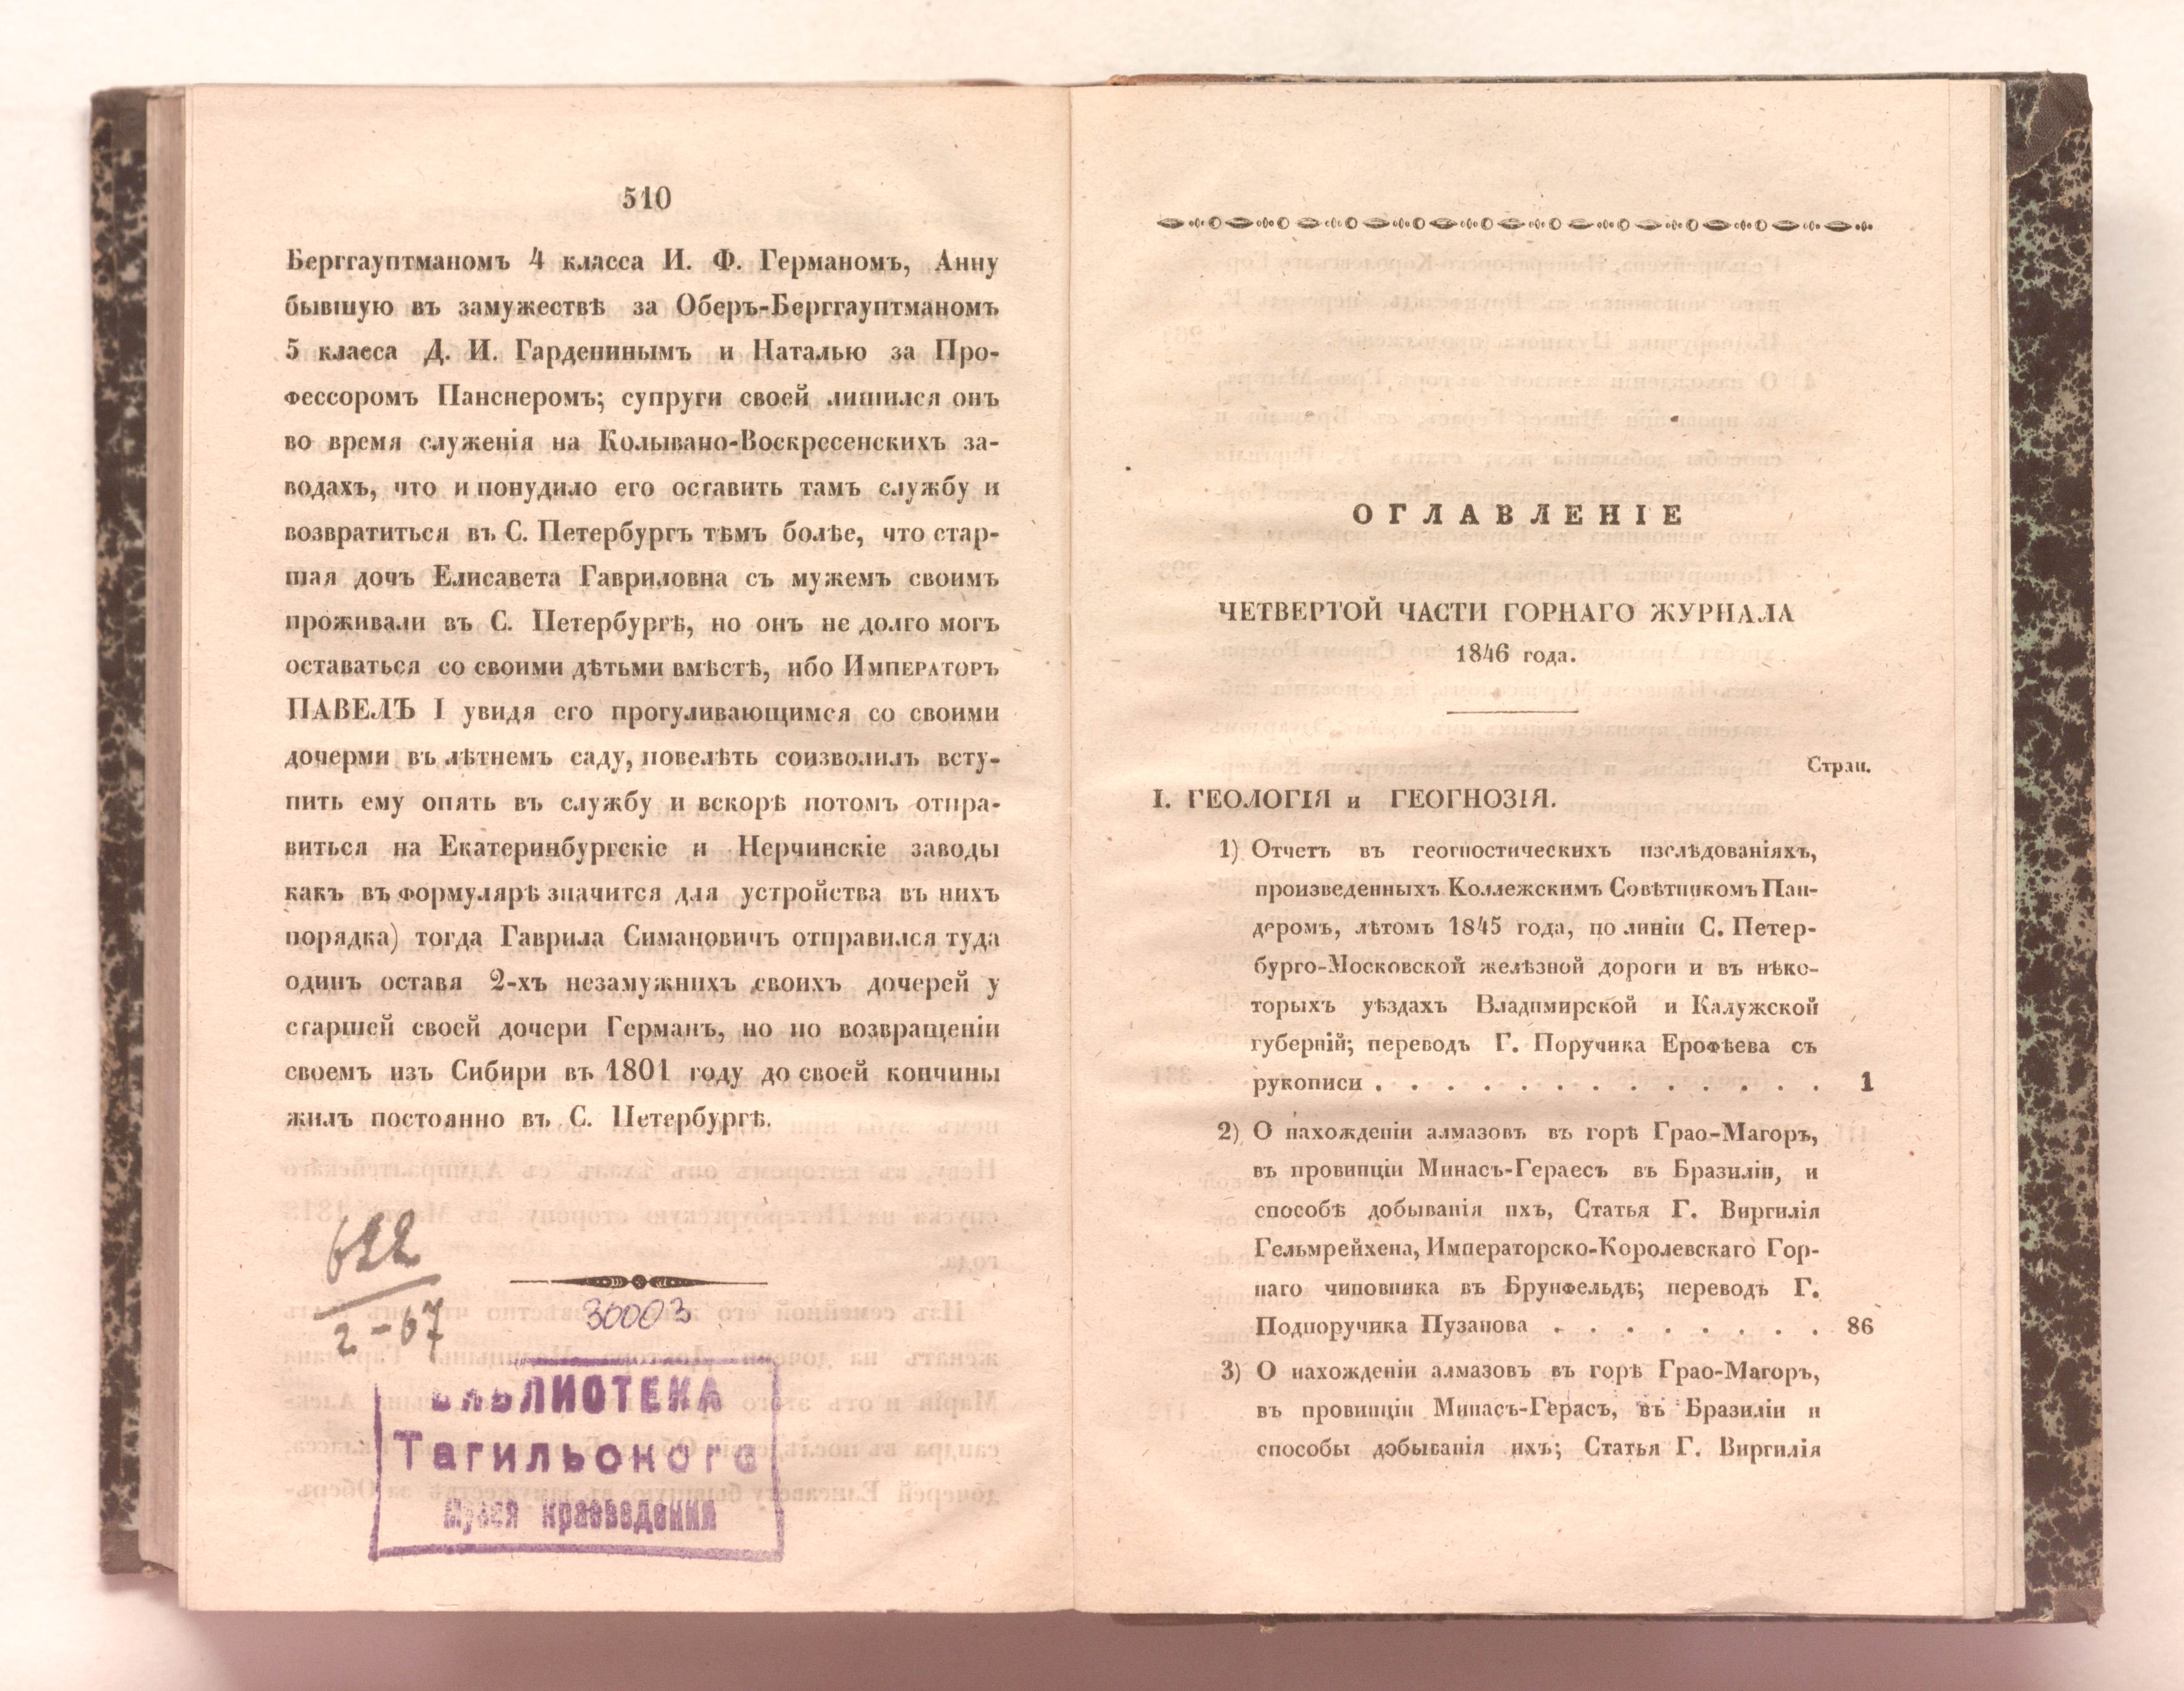 510
Берггауптманомъ 4 класса И. Ф. Германомъ, Анну
бывшую въ замужествѣ за Оберъ-Берггауптманомъ
5 класса Д. И. Гарденинымъ и Наталью за Про-
фессоромъ Панснеромъ; супруги своей лишился онъ
во время служенія на Колывано-Воскресенскихъ за-
водахъ, что и понудило его оставить тамъ службу и
возвратиться въ С. Петербургъ тѣмъ болѣе, что стар-
шая дочъ Елисавета Гавриловна съ мужемъ своимъ
проживали въ С. Петербургѣ, но онъ не долго могъ
оставаться со своими дѣтьми вмѣстѣ, ибо Императоръ
ПАВЕЛЪ I увидя его прогуливающимся со своими
дочерми въ лѣтнемъ саду, повелѣть соизволилъ всту-
пить ему опять въ службу и вскорѣ потомъ отпра-
виться на Екатеринбургскіе и Нерчинскіе заводы
какъ въ формулярѣ значится для устройства въ нихъ
порядка) тогда Гаврила Симановичъ отправился туда
одинъ оставя 2-хъ незамужнихъ своихъ дочерей у
старшей своей дочери Германъ, но по возвращеніи
своемъ изъ Сибири въ 1801 году до своей кончины
жилъ постоянно въ С. Петербургѣ.
622
2-67
30003
БИБЛИОТЕКА
Тагильского
Музея краеведения
ОГЛАВЛЕНІЕ
ЧЕТВЕРТОЙ ЧАСТИ ГОРНАГО ЖУРНАЛА
1846 года.
Стран.
I. ГЕОЛОГІЯ и ГЕОГНОЗІЯ.
1) Отчетъ въ геогностическихъ изслѣдованіяхъ,
произведенныхъ Коллежскимъ Совѣтникомъ Пан-
деромъ, лѣтомъ 1845 года, по линіи С. Петер-
бурго-Московской желѣзной дороги и въ нѣко-
торыхъ уѣздахъ Владимирской и Калужской
губерній; переводъ Г. Поручика Ерофѣева съ
рукописи . . . . . . . . . . . . . . 1
2) О нахожденіи алмазовъ въ горѣ Грао-Магоръ,
въ провинціи Минасъ-Гераесъ въ Бразиліи, и
способѣ добыванія ихъ, Статья Г. Виргилія
Гельмрейхена, Императорско-Королевскаго Гор-
наго чиновника въ Брунфельдѣ; переводъ Г.
Подпоручика Пузанова . . . . . . . . . 86
3) О нахожденіи алмазовъ въ горѣ Грао-Магоръ,
въ провинціи Минасъ-Герасъ, въ Бразиліи и
способы добыванія ихъ; Статья Г. Виргилія